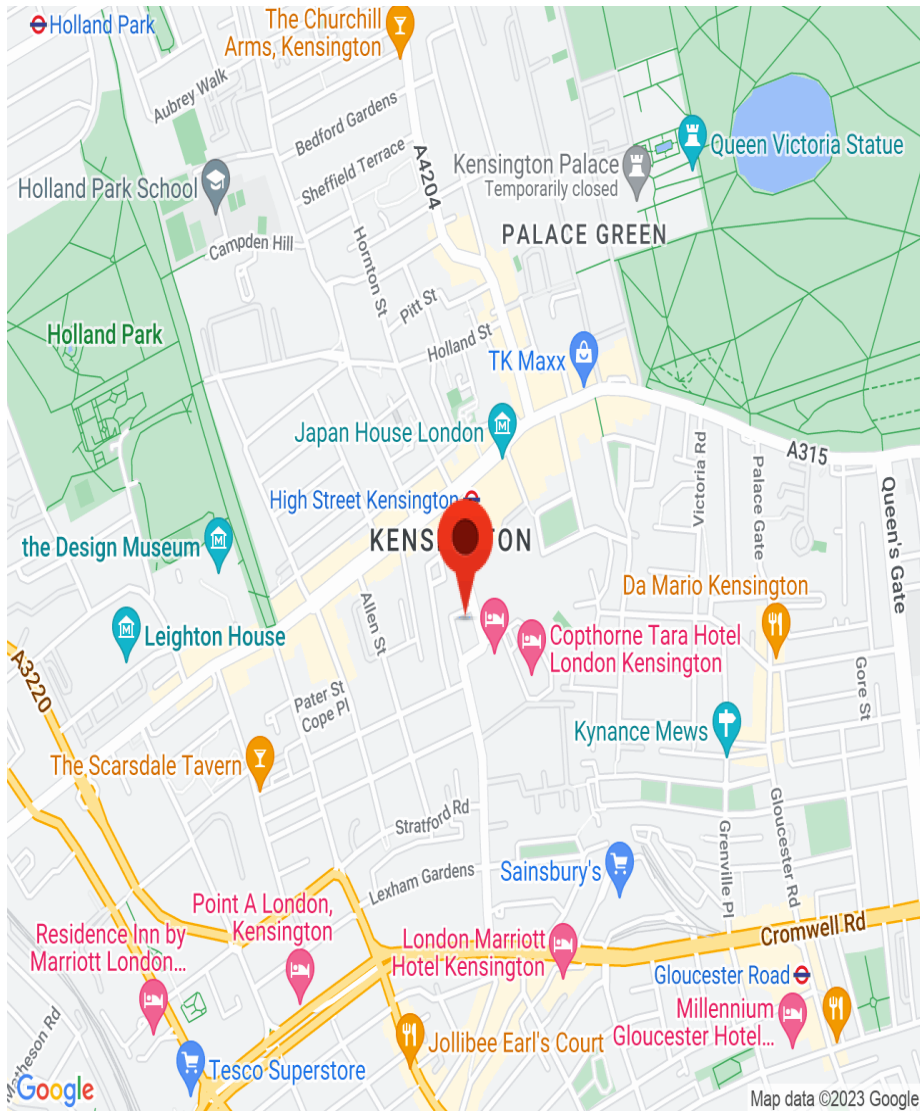 Holland Park
The Churchill
Arms, Kensington
Aubrey Walk
Bedford Gardens
Sheffield Terrace
A4204
Queen Victoria Statue
Kensington Palace
Temporarily closed
Holland Park School
PALACE GREEN
Campden Hill
Hornton St
Pitt St
Holland Park
Holland St
TK Maxx
Japan House London
A315
Victoria Rd
Palace Gate
Queen's Gate
High Street Kensington
KENS
TON
the Design Museum
Da Mario Kensington
Allen St
Leighton House
Copthorne Tara Hotel
London Kensington
Gore St
A3220
Pater St
Cope Pl
Kynance Mews
The Scarsdale Tavern
Stratford Rd
Gloucester Rd
Grenville Pl
Lexham Gardens
Sainsbury's
Point A London,
Kensington
Residence Inn by
Marriott London...
London Marriott
Hotel Kensington
Cromwell Rd
Gloucester Road
Millennium
Gloucester Hotel...
Matheson Rd
Jollibee Earl's Court
Tesco Superstore
Google
Map data ©2023 Google